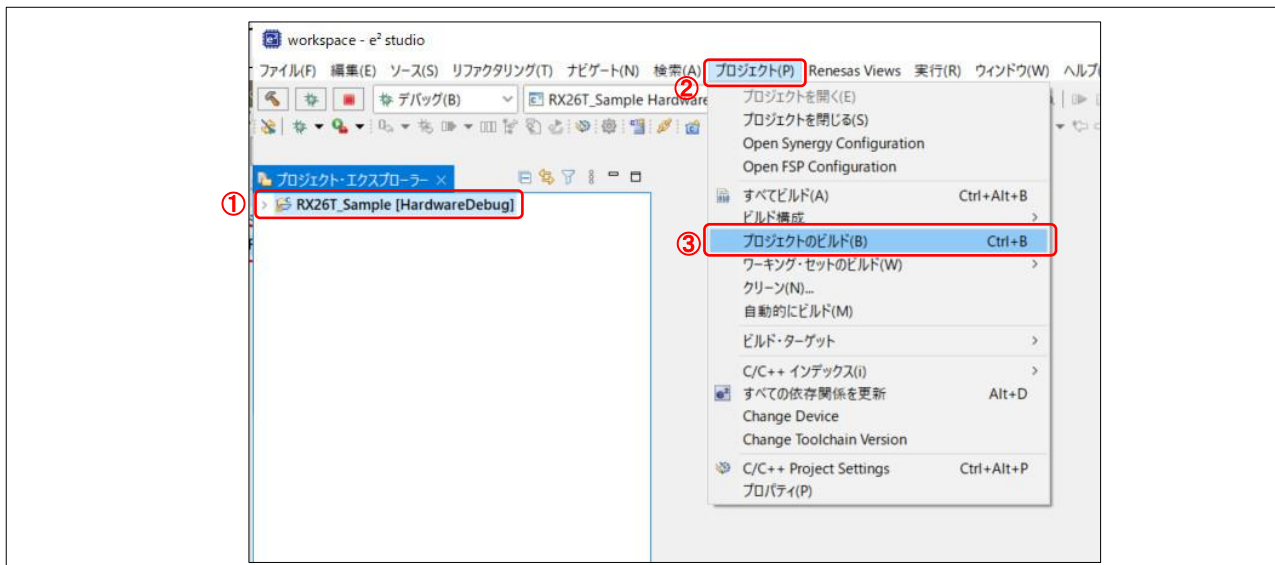 workspace - e² studio
ファイル(F) 編集(E) ソース(S) リファクタリング(T) ナビゲート(N) 検索(A) プロジェクト(P) Renesas Views 実行(R) ウィンドウ(W) ヘルプ(
②
デバッグ(B) RX26T_Sample Hardware
プロジェクトを開く(E)
プロジェクトを閉じる(S)
Open Synergy Configuration
Open FSP Configuration
プロジェクト・エクスプローラー
① RX26T_Sample [HardwareDebug]
すべてビルド(A) Ctrl+Alt+B
ビルド構成
③ プロジェクトのビルド(B) Ctrl+B
ワーキング・セットのビルド(W)
クリーン(N)...
自動的にビルド(M)
ビルド・ターゲット
C/C++ インデックス(i)
すべての依存関係を更新 Alt+D
Change Device
Change Toolchain Version
C/C++ Project Settings Ctrl+Alt+P
プロパティ(P)